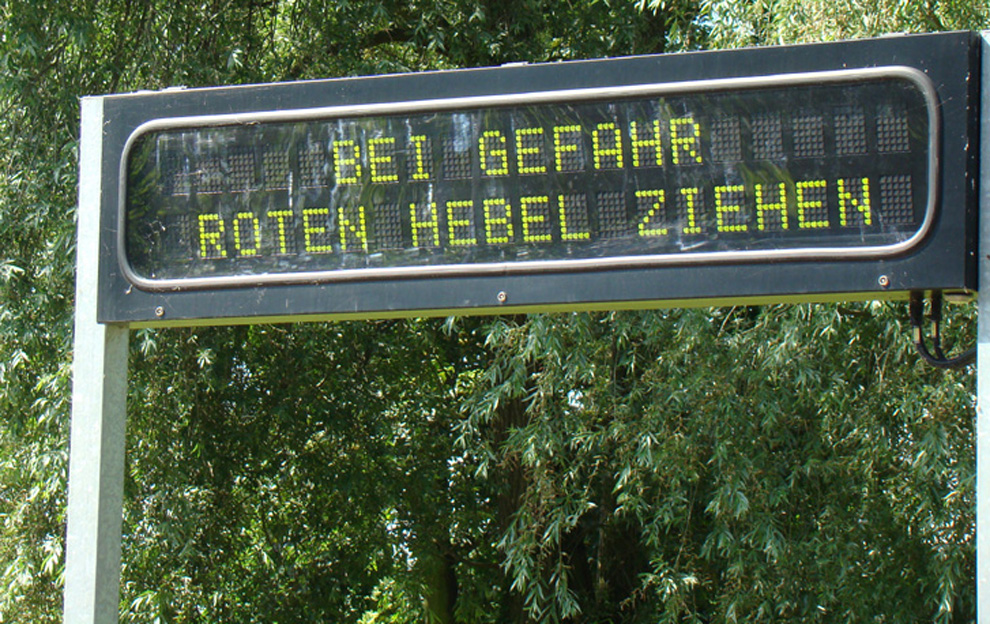 BEI GEFAHR
ROTEN HEBEL ZIEHEN